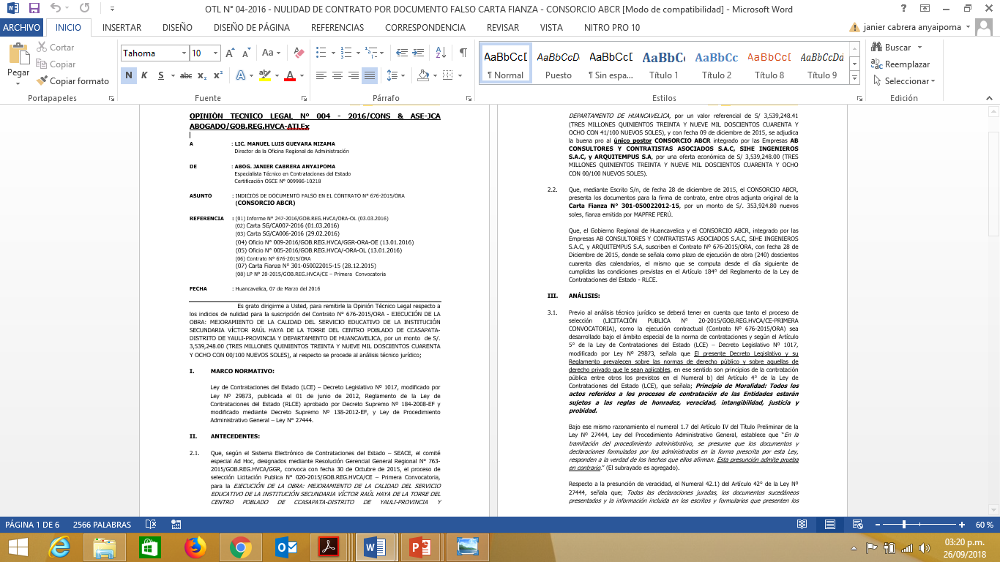 OTL N° 04-2016 - NULIDAD DE CONTRATO POR DOCUMENTO FALSO CARTA FIANZA - CONSORCIO ABCR [Modo de compatibilidad] - Microsoft Word
ARCHIVO INICIO INSERTAR DISEÑO DISEÑO DE PÁGINA REFERENCIAS CORRESPONDENCIA REVISAR VISTA NITRO PRO 10
janier cabrera anyaipoma
Pegar
Cortar
Copiar
Copiar formato
Portapapeles
Tahoma 10
N K S abc x₂ x²
Fuente
Párrafo
AaBbCcI AaBbCcD AaBbCcI AaBbC AaBbCc AaBbCcD AaBbCcDd
¶ Normal Puesto ¶ Sin espa... Título 1 Título 2 Título 8 Título 9
Estilos
Buscar
Reemplazar
Seleccionar
Edición
OPINIÓN TECNICO LEGAL Nº 004 - 2016/CONS & ASE-JCA
ABOGADO/GOB.REG.HVCA-ATLEx
A : LIC. MANUEL LUIS GUEVARA NIZAMA
Director de la Oficina Regional de Administración
DE : ABOG. JANIER CABRERA ANYAIPOMA
Especialista Técnico en Contrataciones del Estado
Certificación OSCE N° 009986-10218
ASUNTO : INDICIOS DE DOCUMENTO FALSO EN EL CONTRATO N° 676-2015/ORA
(CONSORCIO ABCR)
REFERENCIA : (01) Informe N° 247-2016/GOB.REG.HVCA/ORA-OL (03.03.2016)
(02) Carta SG/CA007-2016 (01.03.2016)
(03) Carta SG/CA006-2016 (29.02.2016)
(04) Oficio N° 009-2016/GOB.REG.HVCA/GGR-ORA-OE (13.01.2016)
(05) Oficio N° 005-2016/GOB.REG.HVCA/-ORA-OL (13.01.2016)
(06) Contrato N° 676-2015/ORA
(07) Carta Fianza N° 301-050022015-15 (28.12.2015)
(08) LP N° 20-2015/GOB.REG.HVCA/CE – Primera Convocatoria
FECHA : Huancavelica, 07 de Marzo del 2016
Es grato dirigirme a Usted, para remitirle la Opinión Técnico Legal respecto a
los indicios de nulidad para la suscripción del Contrato N° 676-2015/ORA - EJECUCIÓN DE LA
OBRA: MEJORAMIENTO DE LA CALIDAD DEL SERVICIO EDUCATIVO DE LA INSTITUCIÓN
SECUNDARIA VÍCTOR RAÚL HAYA DE LA TORRE DEL CENTRO POBLADO DE CCASAPATA-
DISTRITO DE YAULI-PROVINCIA Y DEPARTAMENTO DE HUANCAVELICA, por un monto de S/.
3,539,248.00 (TRES MILLONES QUINIENTOS TREINTA Y NUEVE MIL DOSCIENTOS CUARENTA
Y OCHO CON 00/100 NUEVOS SOLES), al respecto se procede al análisis técnico jurídico;
I. MARCO NORMATIVO:
Ley de Contrataciones del Estado (LCE) – Decreto Legislativo Nº 1017, modificado por
Ley Nº 29873, publicada el 01 de junio de 2012, Reglamento de la Ley de
Contrataciones del Estado (RLCE) aprobado por Decreto Supremo Nº 184-2008-EF y
modificado mediante Decreto Supremo Nº 138-2012-EF, y Ley de Procedimiento
Administrativo General – Ley N° 27444.
II. ANTECEDENTES:
2.1. Que, según el Sistema Electrónico de Contrataciones del Estado – SEACE, el comité
especial Ad Hoc, designados mediante Resolución Gerencial General Regional N° 763-
2015/GOB.REG.HVCA/GGR, convoca con fecha 30 de Octubre de 2015, el proceso de
selección Licitación Publica N° 020-2015/GOB.REG.HVCA/CE – Primera Convocatoria,
para la EJECUCIÓN DE LA OBRA: MEJORAMIENTO DE LA CALIDAD DEL SERVICIO
EDUCATIVO DE LA INSTITUCIÓN SECUNDARIA VÍCTOR RAÚL HAYA DE LA TORRE DEL
CENTRO POBLADO DE CCASAPATA-DISTRITO DE YAULI-PROVINCIA Y
DEPARTAMENTO DE HUANCAVELICA, por un valor referencial de S/ 3,539,248.41
(TRES MILLONES QUINIENTOS TREINTA Y NUEVE MIL DOSCIENTOS CUARENTA Y
OCHO CON 41/100 NUEVOS SOLES), y con fecha 09 de diciembre de 2015, se adjudica
la buena pro al único postor CONSORCIO ABCR integrado por las Empresas AB
CONSULTORES Y CONTRATISTAS ASOCIADOS S.A.C, SIHE INGENIEROS
S.A.C, y ARQUITEMPUS S.A, por una oferta económica de S/ 3,539,248.00 (TRES
MILLONES QUINIENTOS TREINTA Y NUEVE MIL DOSCIENTOS CUARENTA Y OCHO
CON 00/100 NUEVOS SOLES).
2.2. Que, mediante Escrito S/n, de fecha 28 de diciembre de 2015, el CONSORCIO ABCR,
presenta los documentos para la firma de contrato, entre otros adjunta original de la
Carta Fianza N° 301-050022012-15, por un monto de S/. 353,924.80 nuevos
soles, fianza emitida por MAPFRE PERÚ.
Que, el Gobierno Regional de Huancavelica y el CONSORCIO ABCR, integrado por las
Empresas AB CONSULTORES Y CONTRATISTAS ASOCIADOS S.A.C, SIHE INGENIEROS
S.A.C, y ARQUITEMPUS S.A, suscriben el Contrato Nº 676-2015/ORA, con fecha 28 de
Diciembre de 2015, donde se señala como plazo de ejecución de obra (240) doscientos
cuarenta días calendarios, el mismo que se computa desde el día siguiente de
cumplidas las condiciones previstas en el Artículo 184° del Reglamento de la Ley de
Contrataciones del Estado - RLCE.
III. ANÁLISIS:
3.1. Previo al análisis técnico jurídico se deberá tener en cuenta que tanto el proceso de
selección (LICITACIÓN PUBLICA N° 20-2015/GOB.REG.HVCA/CE-PRIMERA
CONVOCATORIA), como la ejecución contractual (Contrato N° 676-2015/ORA) sea
desarrollado bajo el ámbito especial de la norma de contrataciones y según el Artículo
5° de la Ley de Contrataciones del Estado (LCE) – Decreto Legislativo Nº 1017,
modificado por Ley Nº 29873, señala que El presente Decreto Legislativo y su
Reglamento prevalecen sobre las normas de derecho público y sobre aquellas de
derecho privado que le sean aplicables, en ese sentido son principios de la contratación
pública entre otros los previstos en el Numeral b) del Artículo 4° de la Ley de
Contrataciones del Estado (LCE), que señala; Principio de Moralidad: Todos los
actos referidos a los procesos de contratación de las Entidades estarán
sujetos a las reglas de honradez, veracidad, intangibilidad, justicia y
probidad.
Bajo ese mismo razonamiento el numeral 1.7 del Artículo IV del Título Preliminar de la
Ley Nº 27444, Ley del Procedimiento Administrativo General, establece que "En la
tramitación del procedimiento administrativo, se presume que los documentos y
declaraciones formulados por los administrados en la forma prescrita por esta Ley,
responden a la verdad de los hechos que ellos afirman. Esta presunción admite prueba
en contrario." (El subrayado es agregado).
Respecto a la presunción de veracidad, el Numeral 42.1) del Artículo 42° de la Ley Nº
27444, señala que; Todas las declaraciones juradas, los documentos sucedáneos
presentados y la información incluida en los escritos y formularios que presenten los
PÁGINA 1 DE 6 2566 PALABRAS 60 %
03:20 p.m.
26/09/2018